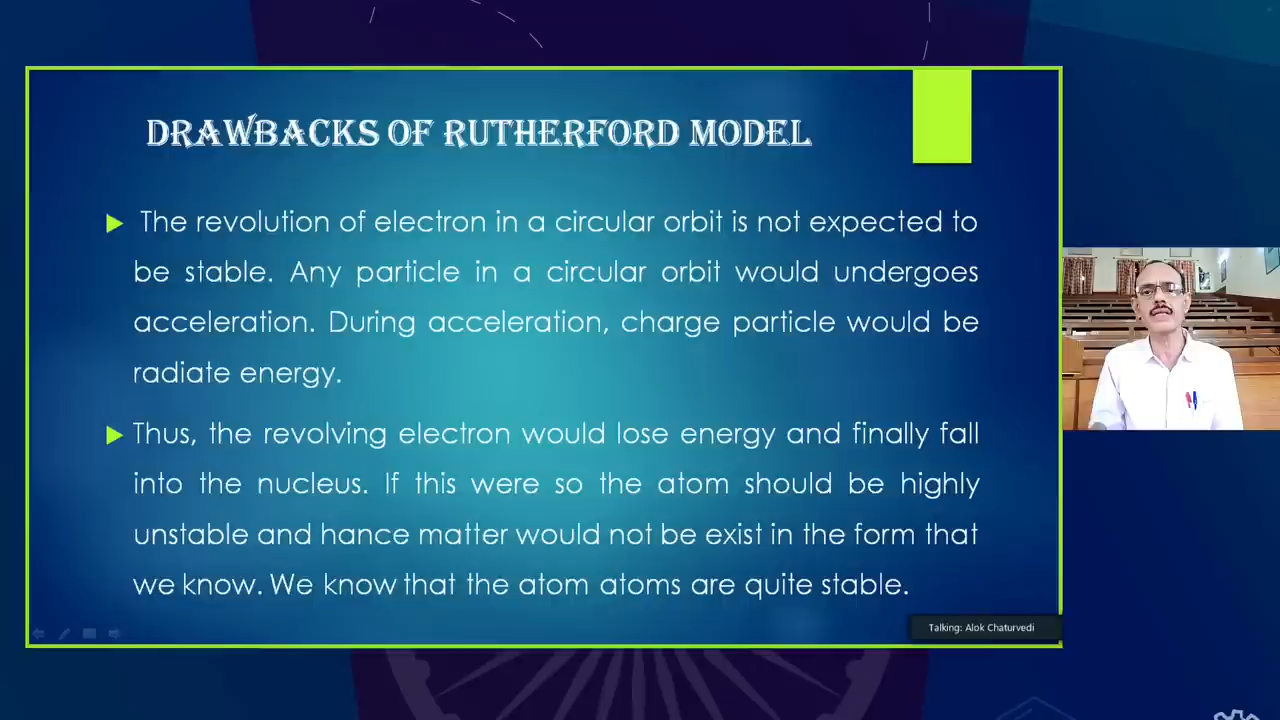 DRAWBACKS OF RUTHERFORD MODEL
The revolution of electron in a circular orbit is not expected to
be stable. Any particle in a circular orbit would undergoes
acceleration. During acceleration, charge particle would be
radiate energy.
Thus, the revolving electron would lose energy and finally fall
into the nucleus. If this were so the atom should be highly
unstable and hance matter would not be exist in the form that
we know. We know that the atom atoms are quite stable.
Talking: Alok Chaturvedi